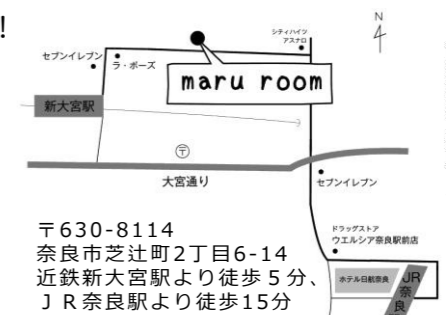 !
N
シティハイツ
アスナロ
セブンイレブン
ラ・ポーズ
maru room
新大宮駅
〒
大宮通り
セブンイレブン
ドラッグストア
ウエルシア奈良駅前店
ホテル日航奈良
JR奈良
〒630-8114
奈良市芝辻町2丁目6-14
近鉄新大宮駅より徒歩５分、
ＪＲ奈良駅より徒歩15分